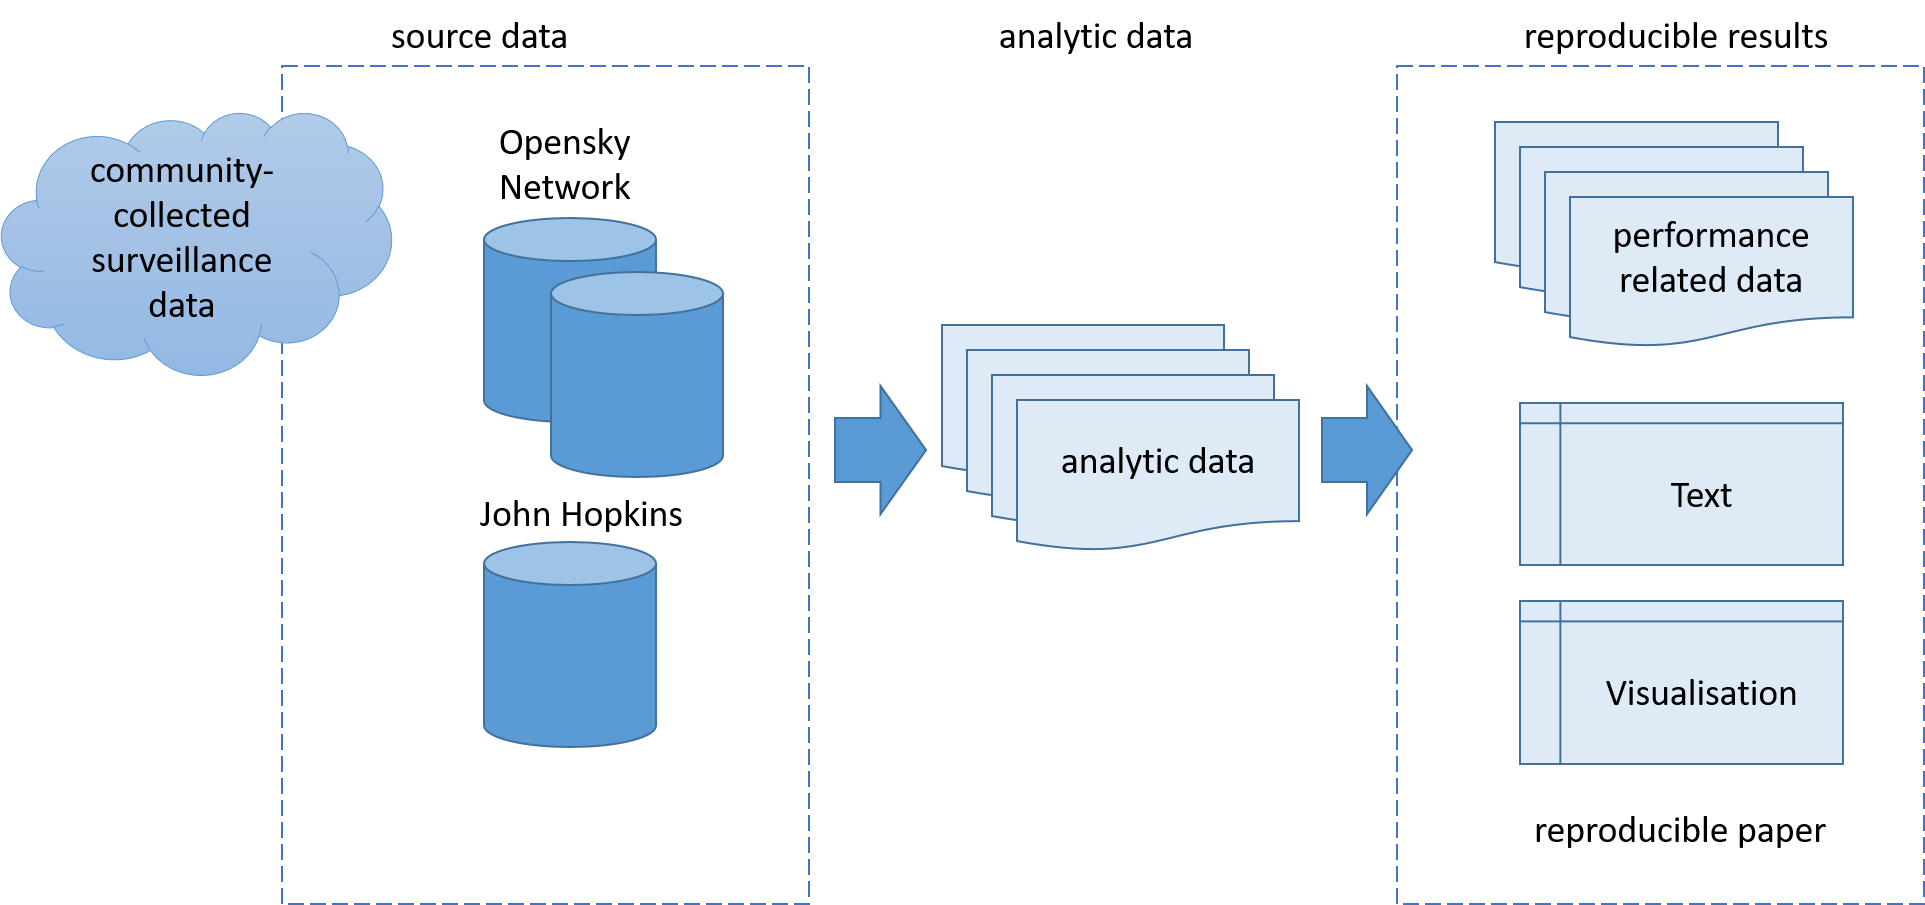 source data
analytic data
reproducible results
community-
collected
surveillance
data
Opensky
Network
John Hopkins
analytic data
performance
related data
Text
Visualisation
reproducible paper